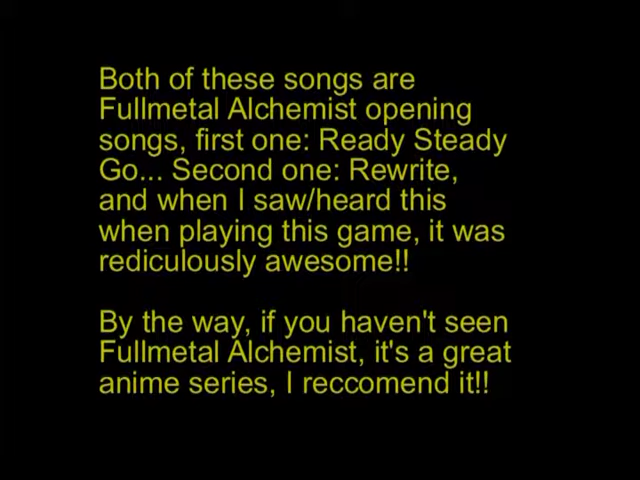 Both of these songs are
Fullmetal Alchemist opening
songs, first one: Ready Steady
Go... Second one: Rewrite,
and when I saw/heard this
when playing this game, it was
rediculously awesome!!
By the way, if you haven't seen
Fullmetal Alchemist, it's a great
anime series, I reccomend it!!